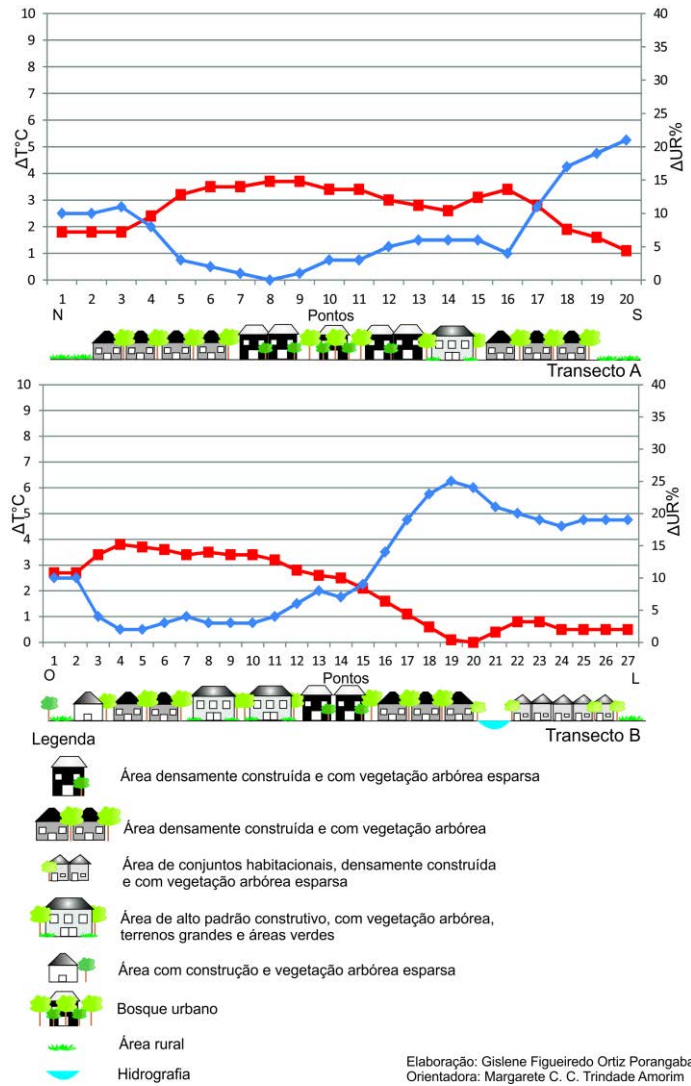 10 40
9 35
8
7 30
6 25
5 20
4 15
3
2 10
1 5
0 0
ΔT°C
ΔUR%
1 2 3 4 5 6 7 8 9 10 11 12 13 14 15 16 17 18 19 20
N Pontos S
Transecto A
10 40
9 35
8
7 30
6 25
5 20
4 15
3
2 10
1 5
0 0
ΔT°C
ΔUR%
1 2 3 4 5 6 7 8 9 10 11 12 13 14 15 16 17 18 19 20 21 22 23 24 25 26 27
O Pontos L
Transecto B
Legenda
Área densamente construída e com vegetação arbórea esparsa
Área densamente construída e com vegetação arbórea
Área de conjuntos habitacionais, densamente construída
e com vegetação arbórea esparsa
Área de alto padrão construtivo, com vegetação arbórea,
terrenos grandes e áreas verdes
Área com construção e vegetação arbórea esparsa
Bosque urbano
Área rural
Hidrografia
Elaboração: Gislene Figueiredo Ortiz Porangaba
Orientadora: Margarete C. C. Trindade Amorim